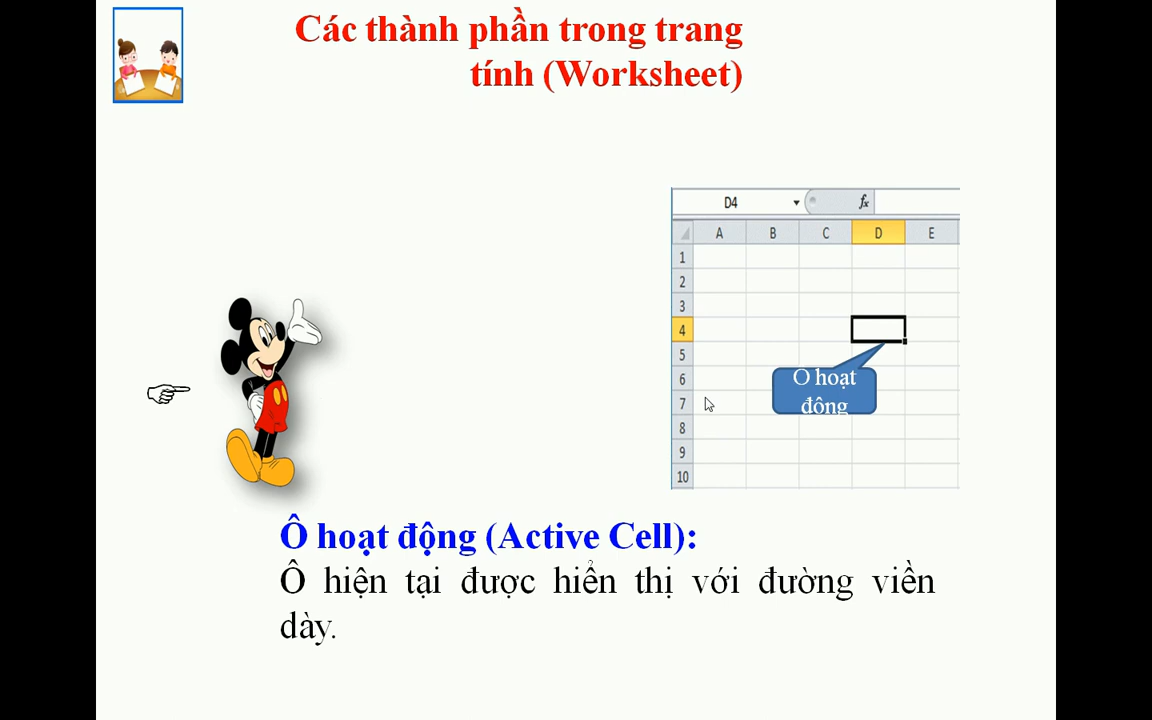 Các thành phần trong trang
tính (Worksheet)
D4
fx
A B C D E
1
2
3
4
5
6
7
8
9
10
Ô hoạt
động
Ô hoạt động (Active Cell):
Ô hiện tại được hiển thị với đường viền
dày.